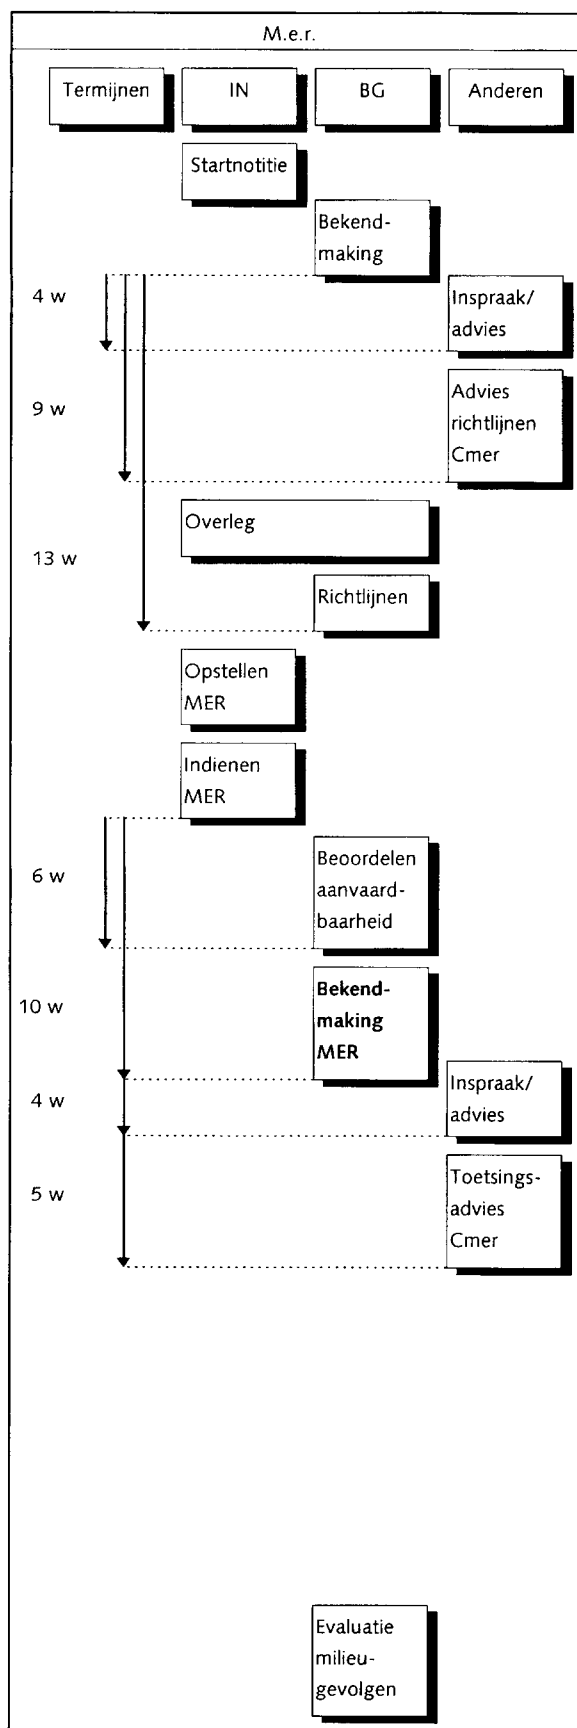 M.e.r.
Termijnen
IN
BG
Anderen
Startnotitie
Bekend-
making
4 w
Inspraak/
advies
9 w
Advies
richtlijnen
Cmer
Overleg
13 w
Richtlijnen
Opstellen
MER
Indienen
MER
6 w
Beoordelen
aanvaard-
baarheid
10 w
Bekend-
making
MER
4 w
Inspraak/
advies
5 w
Toetsings-
advies
Cmer
Evaluatie
milieu-
gevolgen